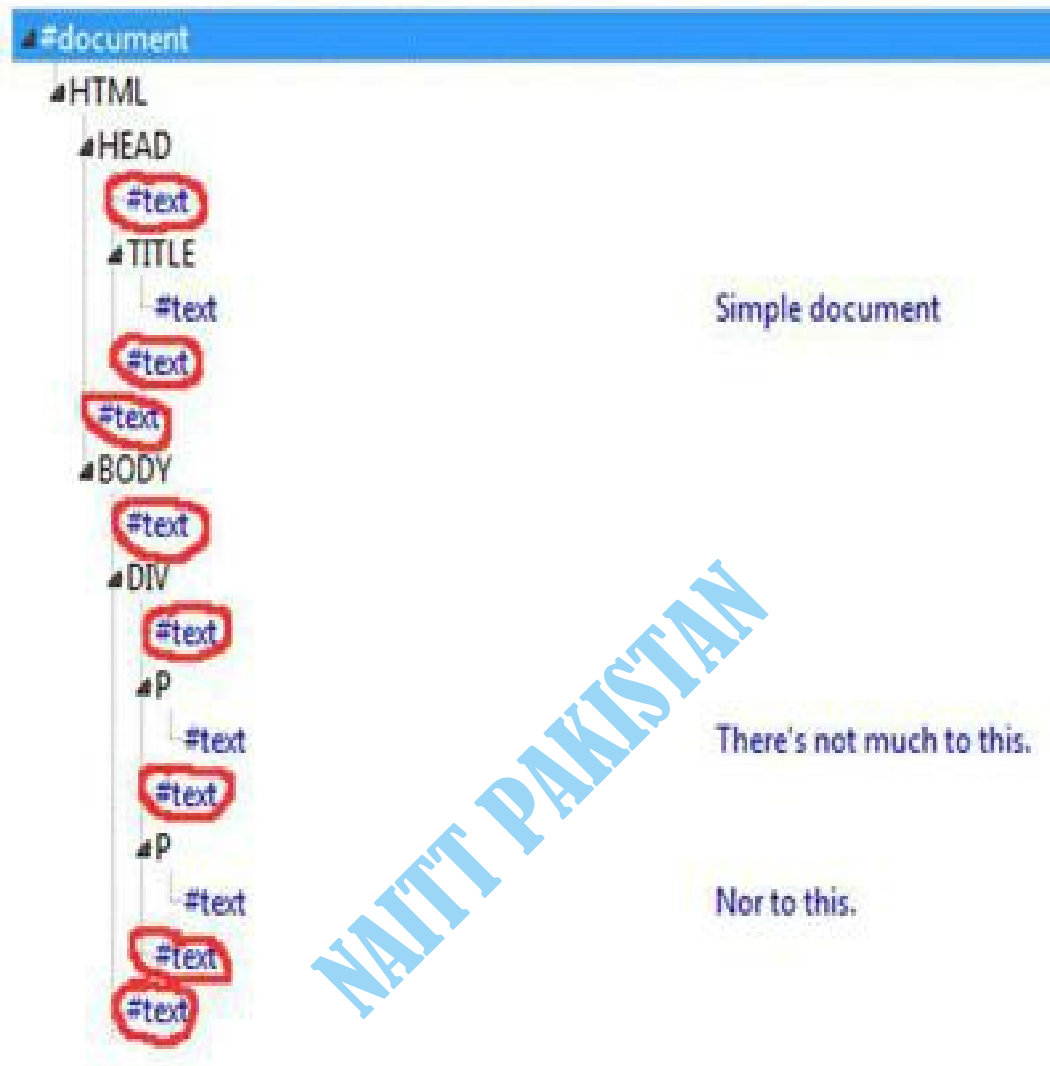 #document
HTML
HEAD
#text
TITLE
#text Simple document
#text
#text
BODY
#text
DIV
#text
P
#text There's not much to this.
#text
P
#text Nor to this.
#text
#text
NAITT PAKISTAN